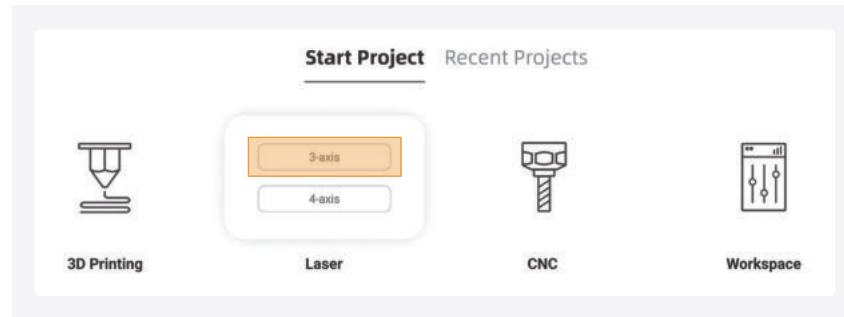 Start Project Recent Projects
3-axis
4-axis
3D Printing Laser CNC Workspace